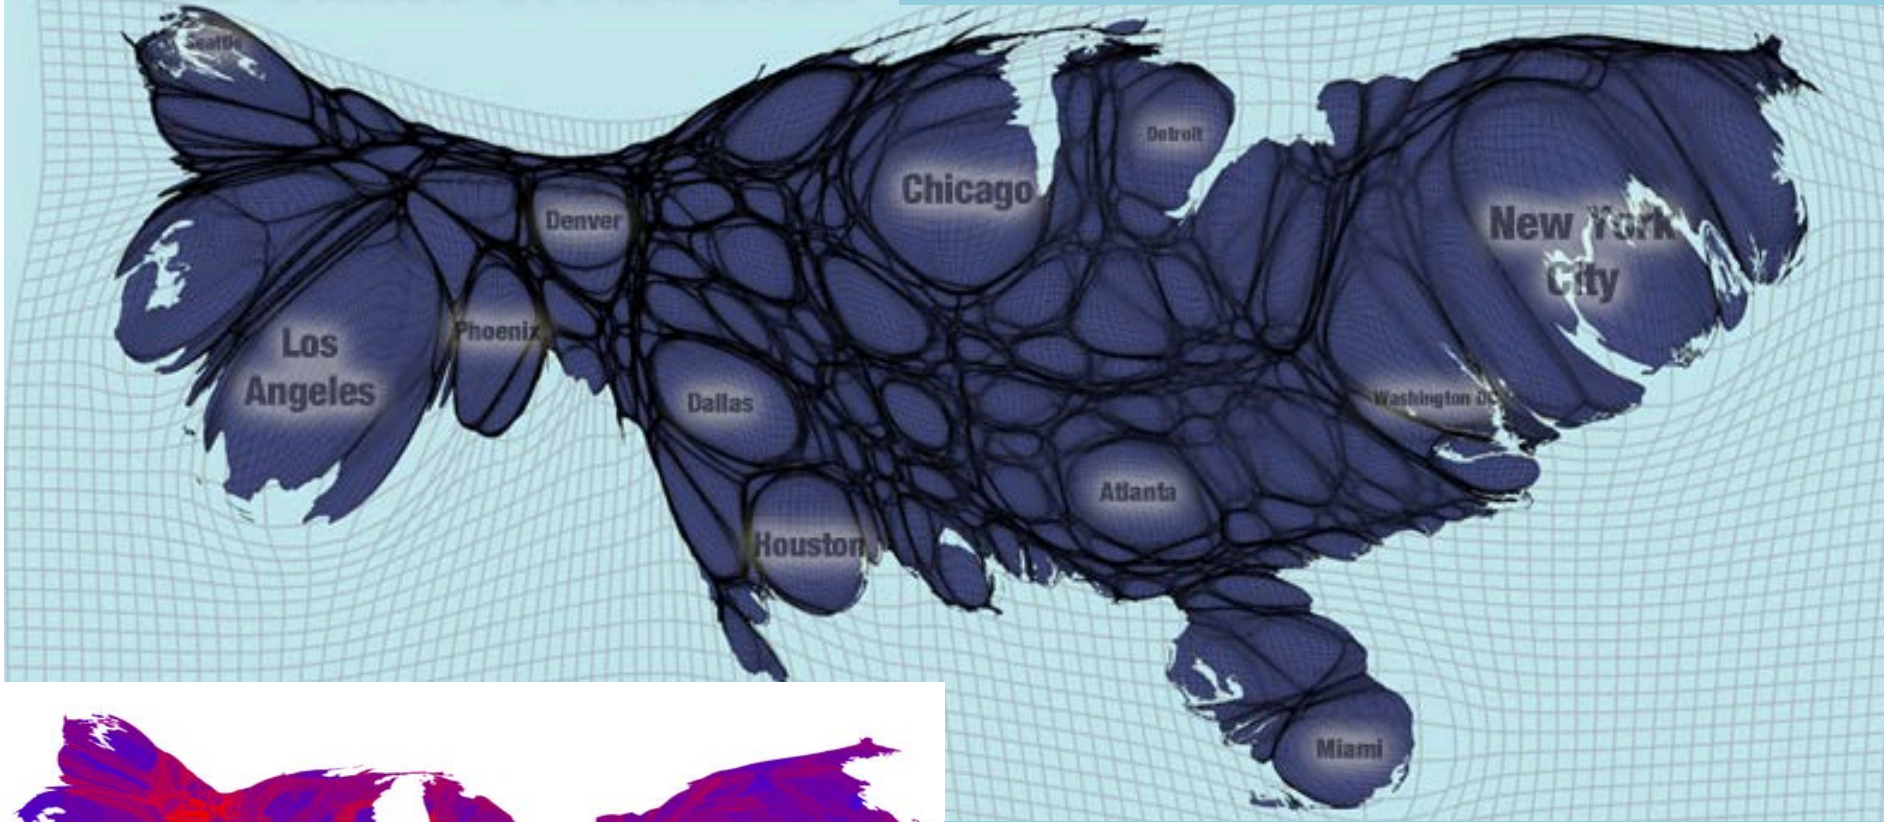 Seattle
Detroit
Chicago
Denver
New York
City
Phoenix
Los
Angeles
Dallas
Washington DC
Atlanta
Houston
Miami